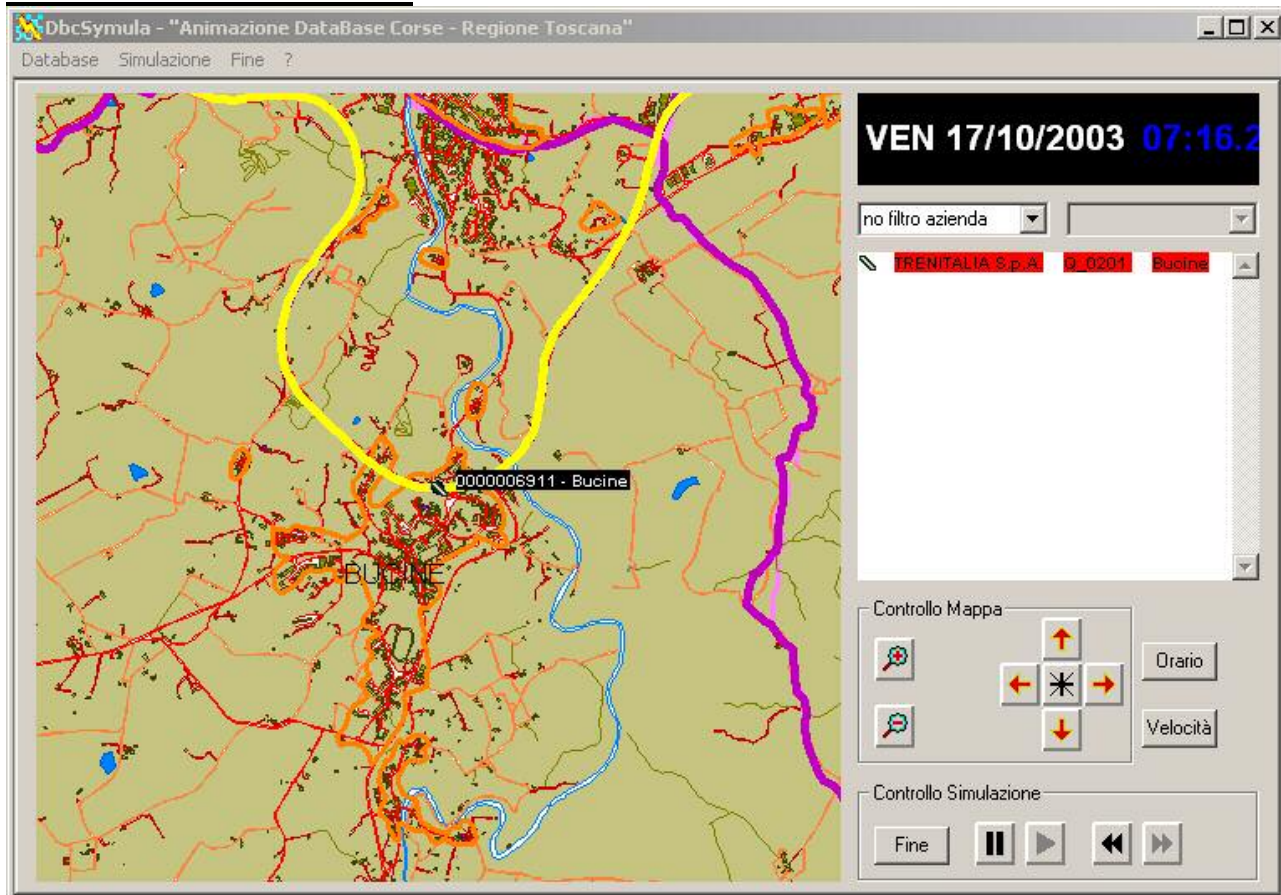 DbcSymula - "Animazione DataBase Corse - Regione Toscana"
Database Simulazione Fine ?
VEN 17/10/2003 07:16.2
no filtro azienda
TRENITALIA S.p.A. Q_0201 Bucine
0000006911 - Bucine
BUCINE
Controllo Mappa
Orario
Velocità
Controllo Simulazione
Fine